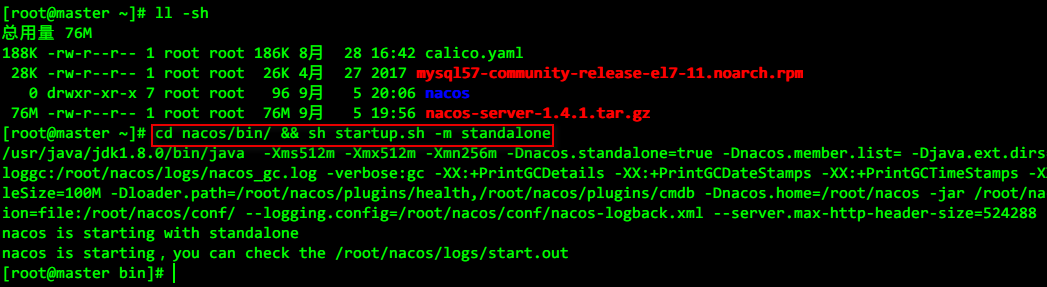 [root@master ~]# ll -sh
总用量 76M
188K -rw-r--r-- 1 root root 186K 8月  28 16:42 calico.yaml
 28K -rw-r--r-- 1 root root  26K 4月  27 2017 mysql57-community-release-el7-11.noarch.rpm
   0 drwxr-xr-x 7 root root   96 9月   5 20:06 nacos
 76M -rw-r--r-- 1 root root  76M 9月   5 19:56 nacos-server-1.4.1.tar.gz
[root@master ~]# cd nacos/bin/ && sh startup.sh -m standalone
/usr/java/jdk1.8.0/bin/java  -Xms512m -Xmx512m -Xmn256m -Dnacos.standalone=true -Dnacos.member.list= -Djava.ext.dirs
loggc:/root/nacos/logs/nacos_gc.log -verbose:gc -XX:+PrintGCDetails -XX:+PrintGCDateStamps -XX:+PrintGCTimeStamps -X
leSize=100M -Dloader.path=/root/nacos/plugins/health,/root/nacos/plugins/cmdb -Dnacos.home=/root/nacos -jar /root/na
ion=file:/root/nacos/conf/ --logging.config=/root/nacos/conf/nacos-logback.xml --server.max-http-header-size=524288
nacos is starting with standalone
nacos is starting，you can check the /root/nacos/logs/start.out
[root@master bin]#